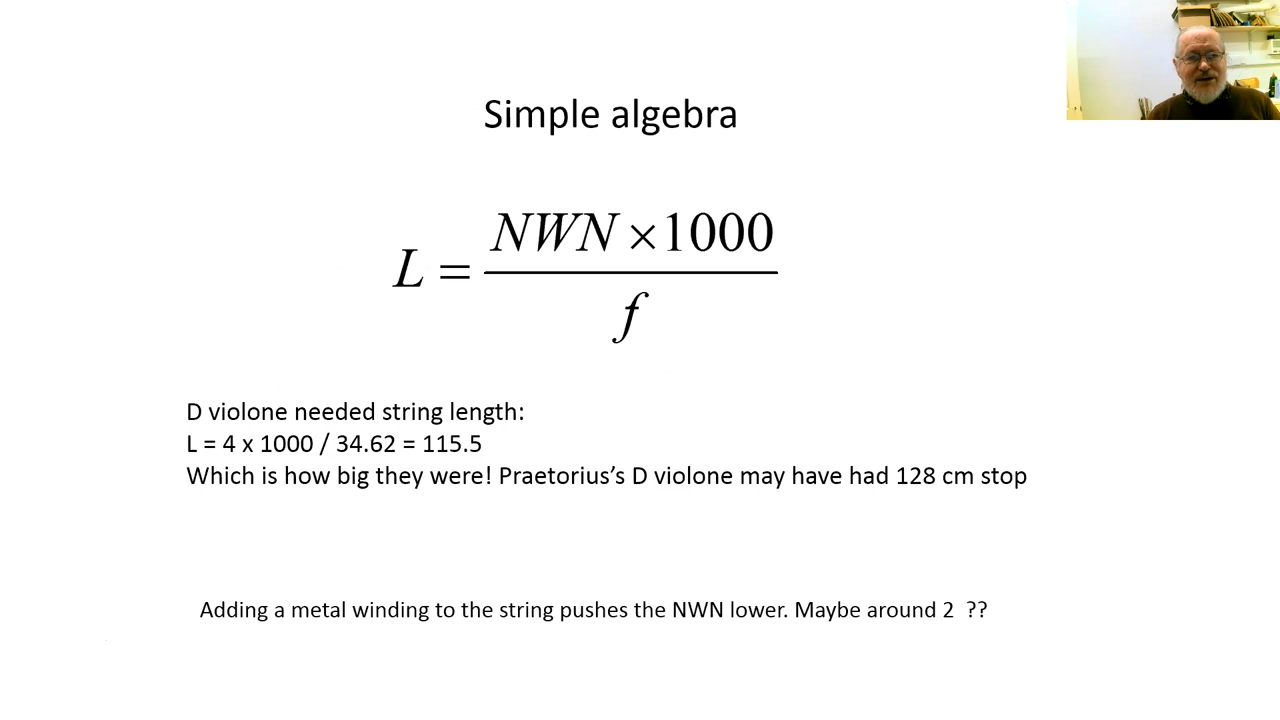 Simple algebra
L = NWN × 1000 / f
D violone needed string length:
L = 4 x 1000 / 34.62 = 115.5
Which is how big they were! Praetorius’s D violone may have had 128 cm stop
Adding a metal winding to the string pushes the NWN lower. Maybe around 2  ??